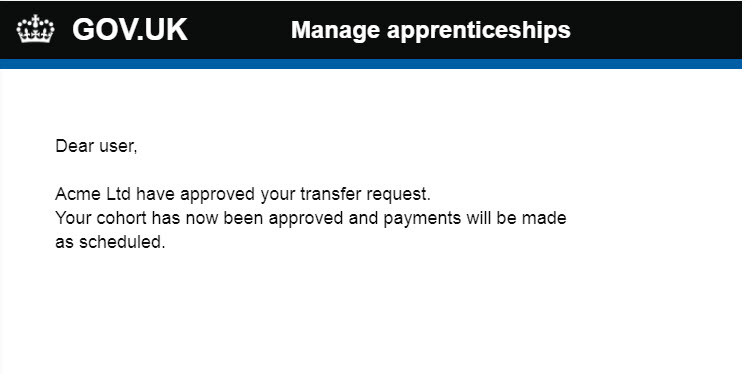 GOV.UK Manage apprenticeships
Dear user,
Acme Ltd have approved your transfer request.
Your cohort has now been approved and payments will be made
as scheduled.